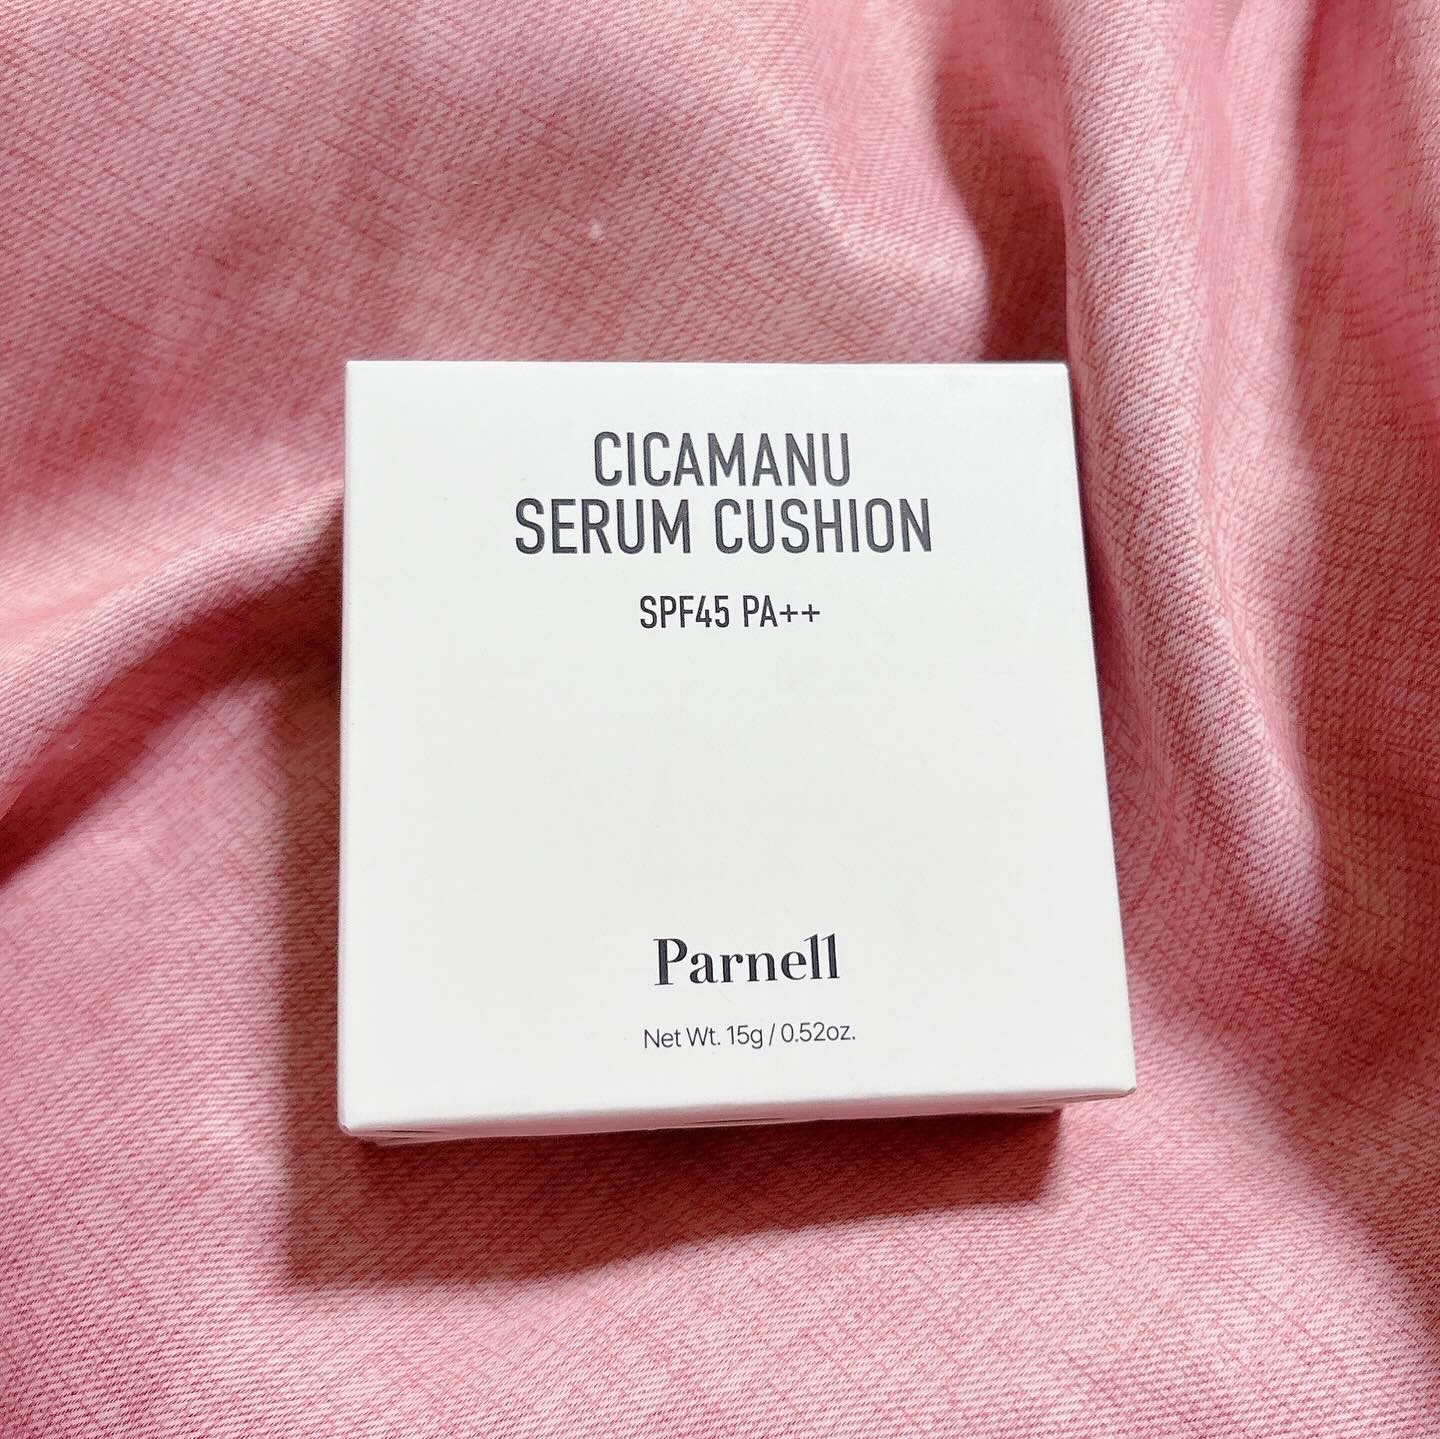 CICAMANU
SERUM CUSHION
SPF45 PA++
Parnell
Net Wt. 15g / 0.52oz.